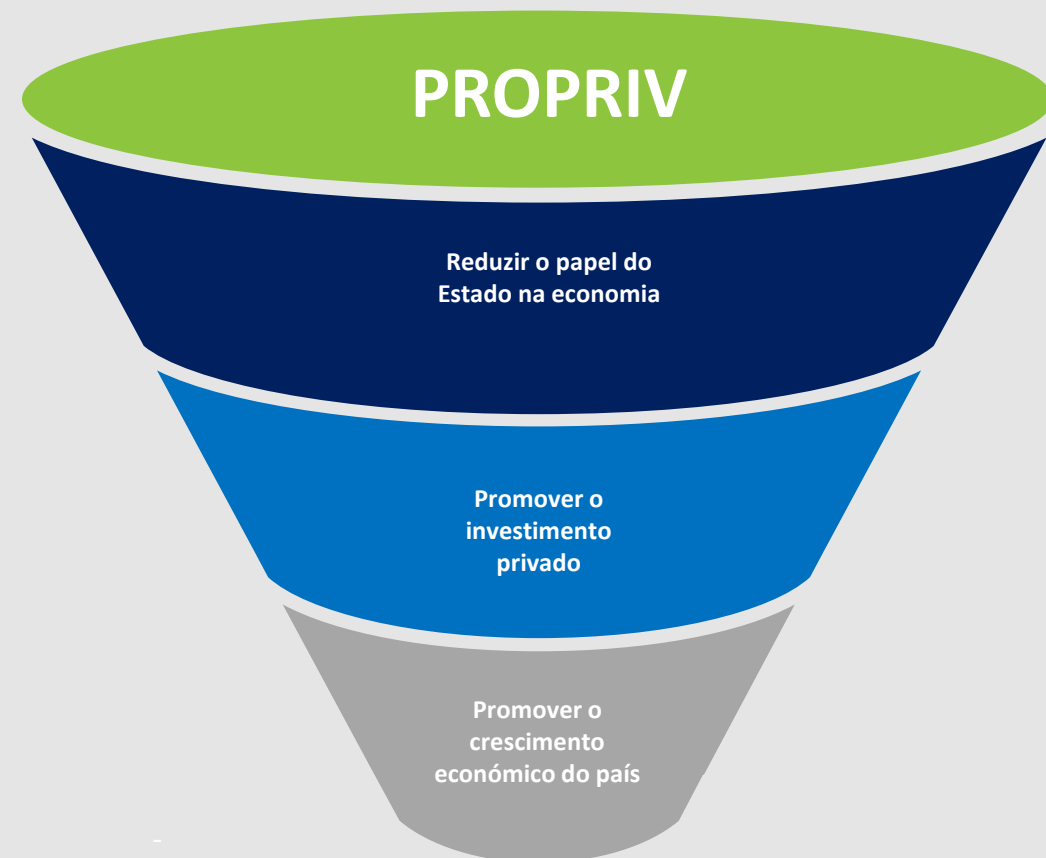 PROPRIV
Reduzir o papel do
Estado na economia
Promover o
investimento
privado
Promover o
crescimento
económico do país